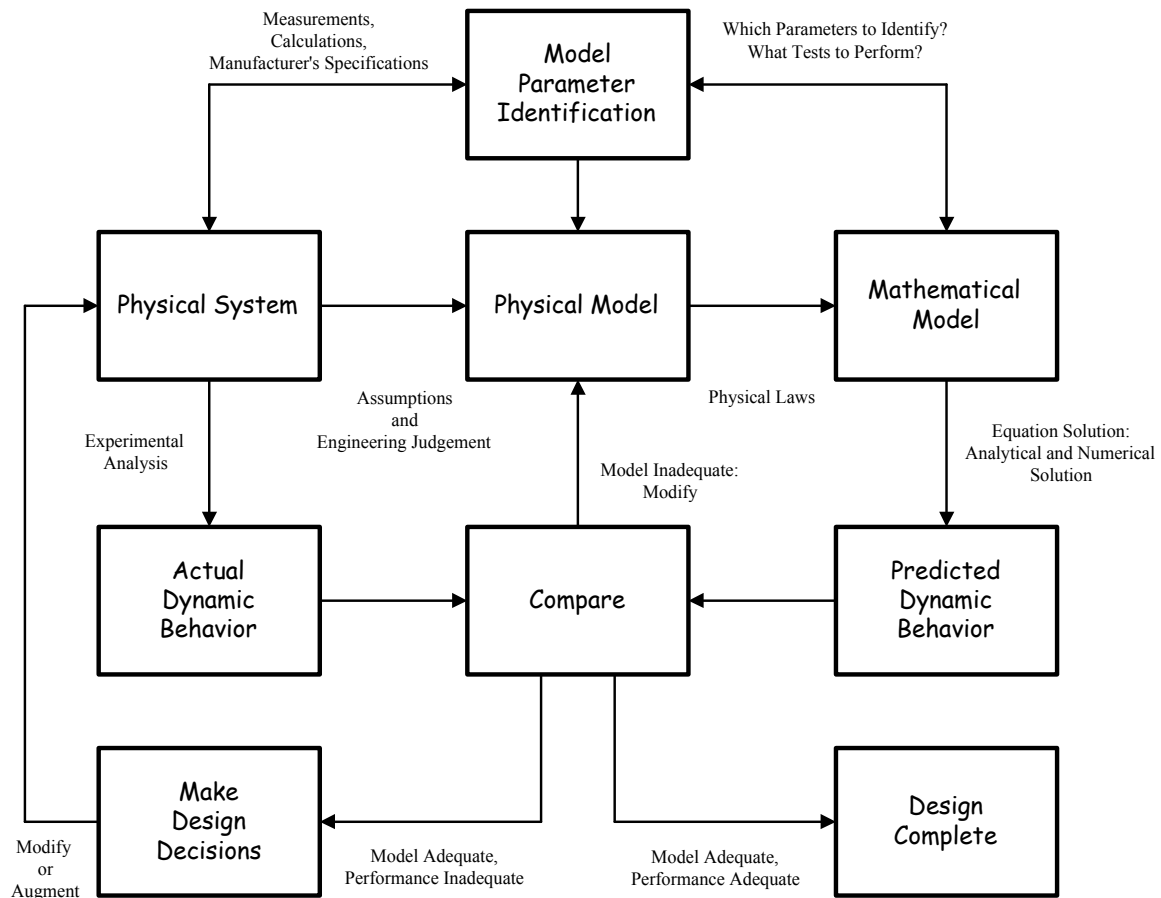 Measurements,
Calculations,
Manufacturer's Specifications
Model
Parameter
Identification
Which Parameters to Identify?
What Tests to Perform?
Physical System
Physical Model
Mathematical
Model
Assumptions
and
Engineering Judgement
Physical Laws
Experimental
Analysis
Model Inadequate:
Modify
Equation Solution:
Analytical and Numerical
Solution
Actual
Dynamic
Behavior
Compare
Predicted
Dynamic
Behavior
Make
Design
Decisions
Design
Complete
Modify
or
Augment
Model Adequate,
Performance Inadequate
Model Adequate,
Performance Adequate